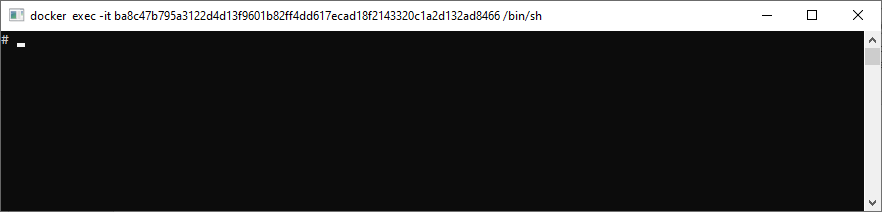 docker exec -it ba8c47b795a3122d4d13f9601b82ff4dd617ecad18f2143320c1a2d132ad8466 /bin/sh
#